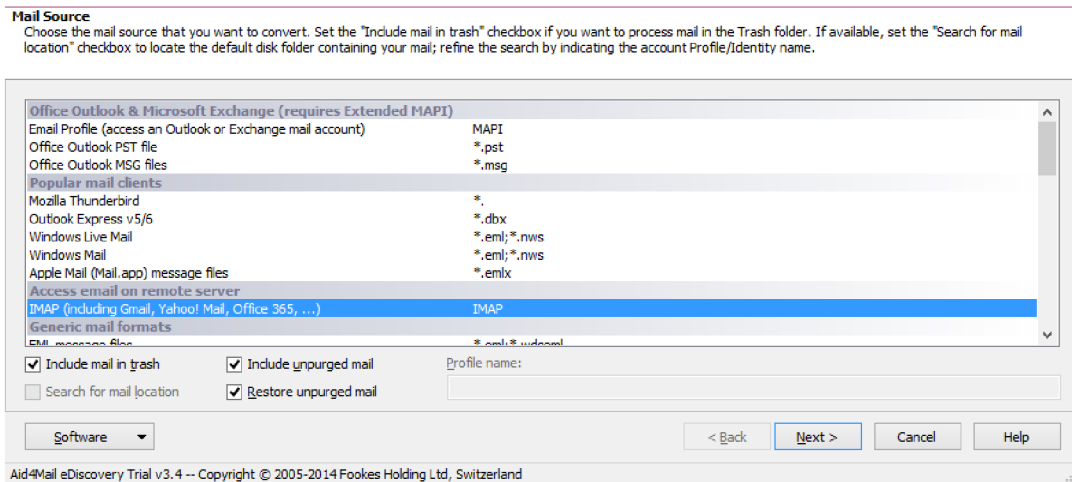 Mail Source
Choose the mail source that you want to convert. Set the "Include mail in trash" checkbox if you want to process mail in the Trash folder. If available, set the "Search for mail
location" checkbox to locate the default disk folder containing your mail; refine the search by indicating the account Profile/Identity name.
Office Outlook & Microsoft Exchange (requires Extended MAPI)
Email Profile (access an Outlook or Exchange mail account) MAPI
Office Outlook PST file *.pst
Office Outlook MSG files *.msg
Popular mail clients
Mozilla Thunderbird *.
Outlook Express v5/6 *.dbx
Windows Live Mail *.eml;*.nws
Windows Mail *.eml;*.nws
Apple Mail (Mail.app) message files *.emlx
Access email on remote server
IMAP (including Gmail, Yahoo! Mail, Office 365, ...) IMAP
Generic mail formats
EML message files *.eml;*.wdseml
Include mail in trash Include unpurged mail Profile name:
Search for mail location Restore unpurged mail
Software < Back Next > Cancel Help
Aid4Mail eDiscovery Trial v3.4 -- Copyright © 2005-2014 Fookes Holding Ltd, Switzerland